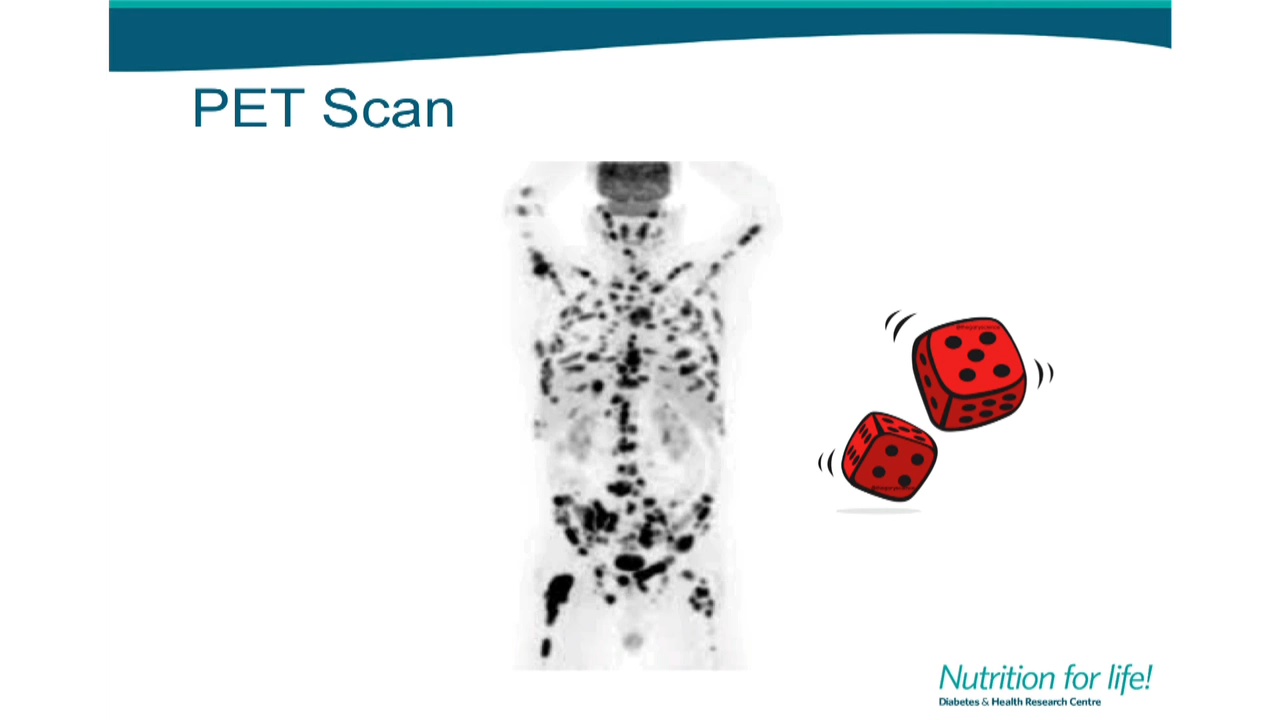 PET Scan
Nutrition for life!
Diabetes & Health Research Centre